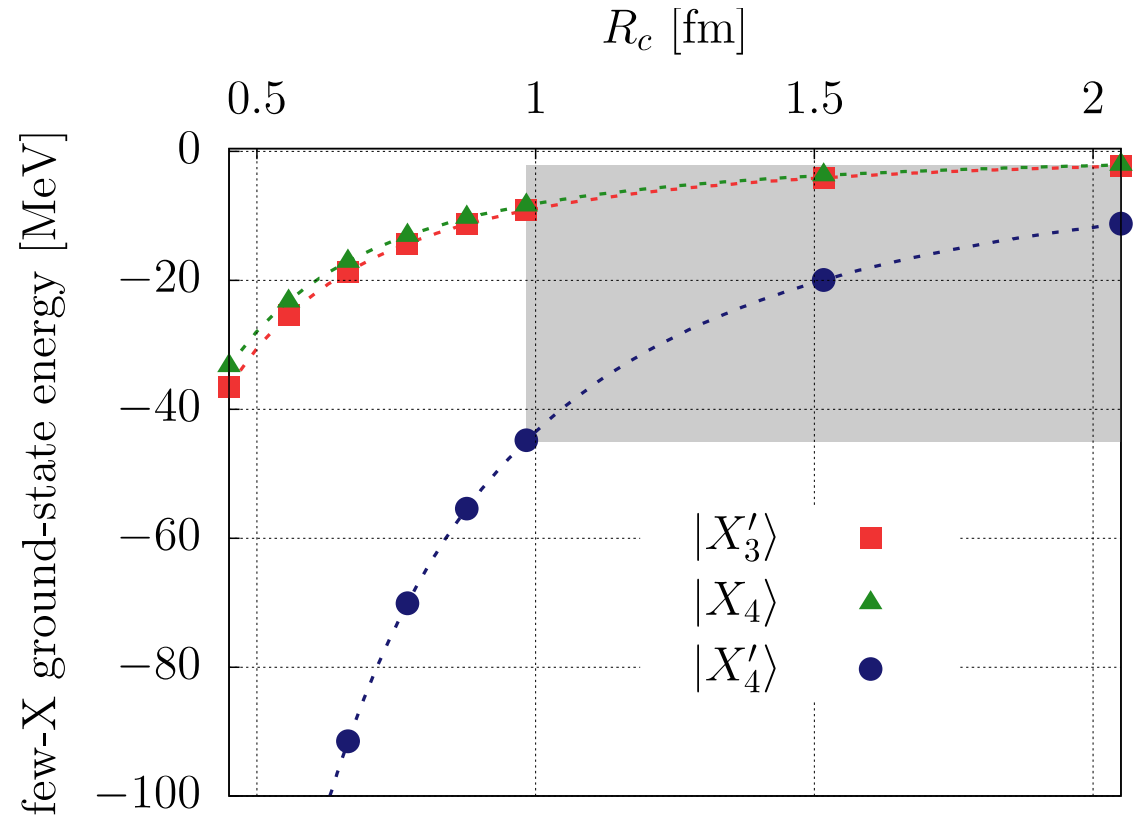 R_c [fm]
0.5 1 1.5 2
few-X ground-state energy [MeV]
0
−20
−40
−60
−80
−100
|X′_3⟩
|X_4⟩
|X′_4⟩